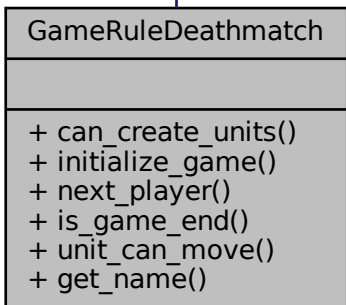 GameRuleDeathmatch
+ can_create_units()
+ initialize_game()
+ next_player()
+ is_game_end()
+ unit_can_move()
+ get_name()